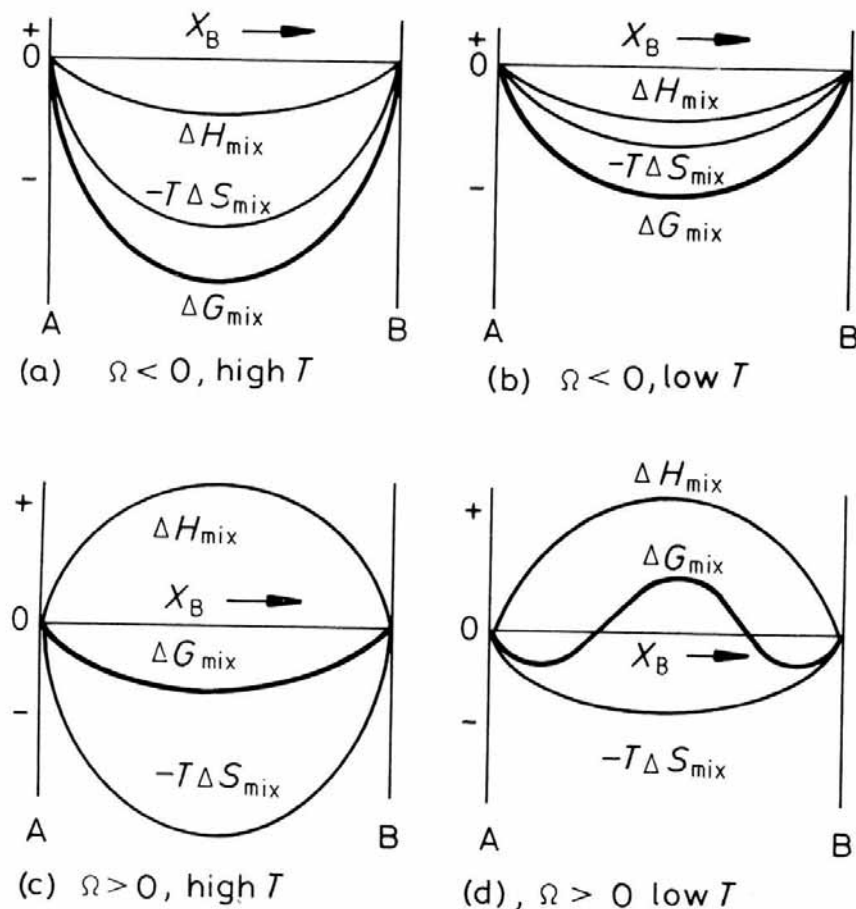 +
X_B →
0
ΔH_mix
-
-TΔS_mix
ΔG_mix
A
B
(a) Ω < 0, high T
+
X_B →
0
ΔH_mix
-TΔS_mix
-
ΔG_mix
A
B
(b) Ω < 0, low T
+
ΔH_mix
X_B →
0
ΔG_mix
-
-TΔS_mix
A
B
(c) Ω > 0, high T
ΔH_mix
+
ΔG_mix
0
X_B →
-
-TΔS_mix
A
B
(d), Ω > 0 low T